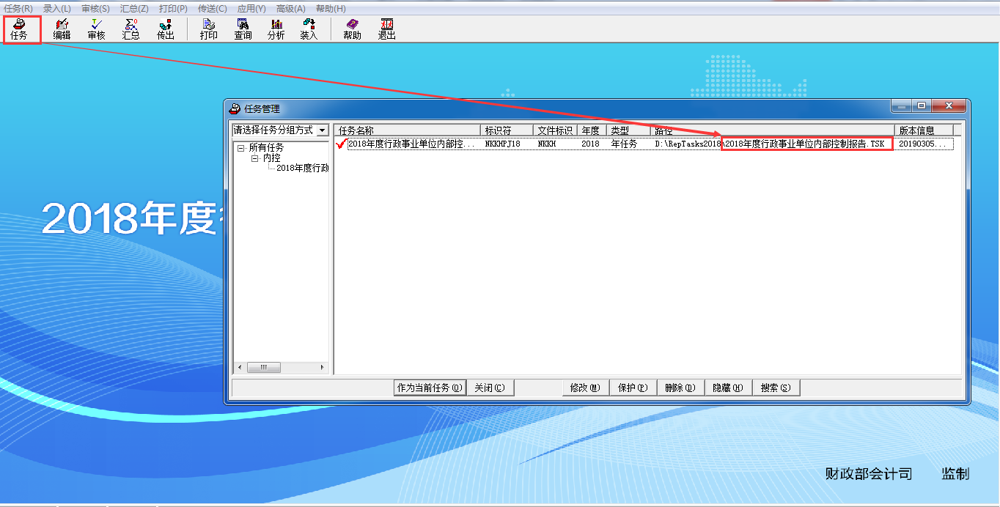 任务(R) 录入(L) 审核(S) 汇总(Z) 打印(P) 传送(C) 应用(Y) 高级(A) 帮助(H)
任务 编辑 审核 汇总 传出 打印 查询 分析 装入 帮助 退出
任务管理
请选择任务分组方式
任务名称 标识符 文件标识 年度 类型 路径 版本信息
2018年度行政事业单位内部控... NKKHPJ18 NKKH 2018 年任务 D:\RepTasks2018\2018年度行政事业单位内部控制报告.TSK 20190305...
所有任务
内控
2018年度行政
2018年度
作为当前任务(O) 关闭(C) 修改(M) 保护(P) 删除(D) 隐藏(H) 搜索(S)
财政部会计司 监制